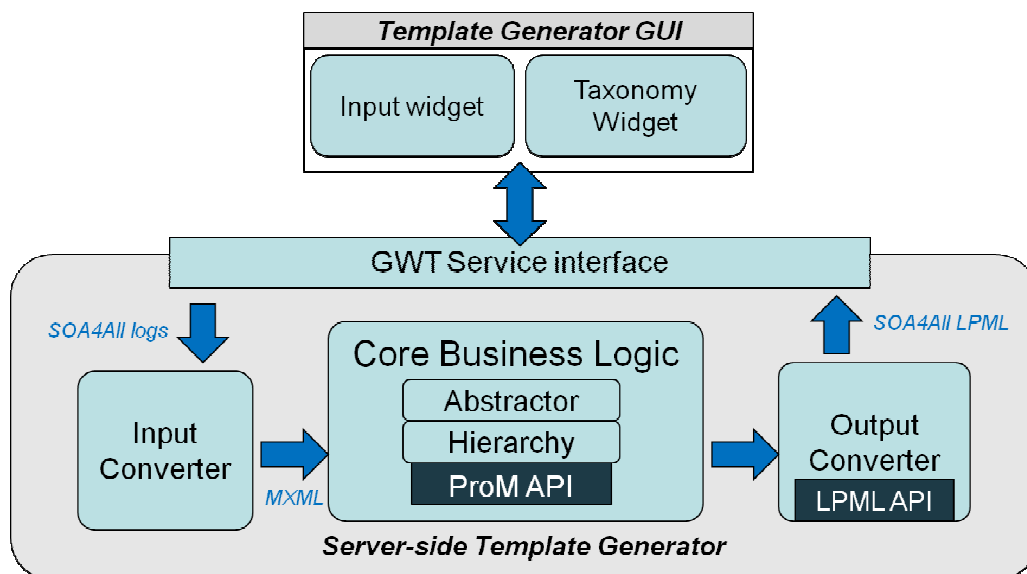 Template Generator GUI
Input widget
Taxonomy
Widget
GWT Service interface
SOA4All logs
SOA4All LPML
Core Business Logic
Abstractor
Hierarchy
ProM API
Input
Converter
MXML
Output
Converter
LPML API
Server-side Template Generator